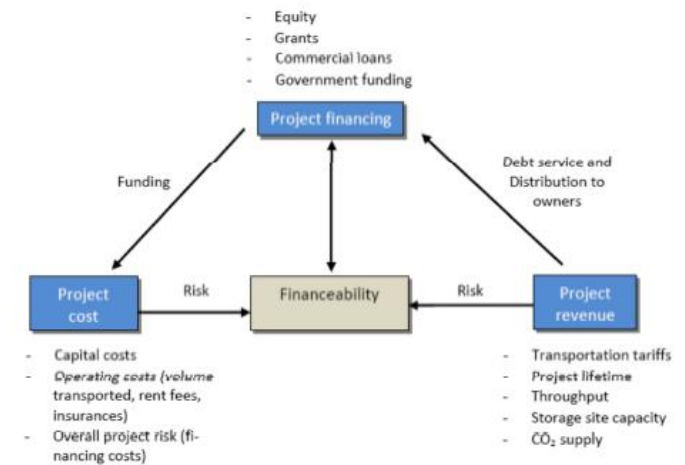 - Equity
- Grants
- Commercial loans
- Government funding
Project financing
Funding
Debt service and
Distribution to
owners
Project
cost
Risk
Financeability
Risk
Project
revenue
- Capital costs
- Operating costs (volume
transported, rent fees,
insurances)
- Overall project risk (fi-
nancing costs)
- Transportation tariffs
- Project lifetime
- Throughput
- Storage site capacity
- CO₂ supply